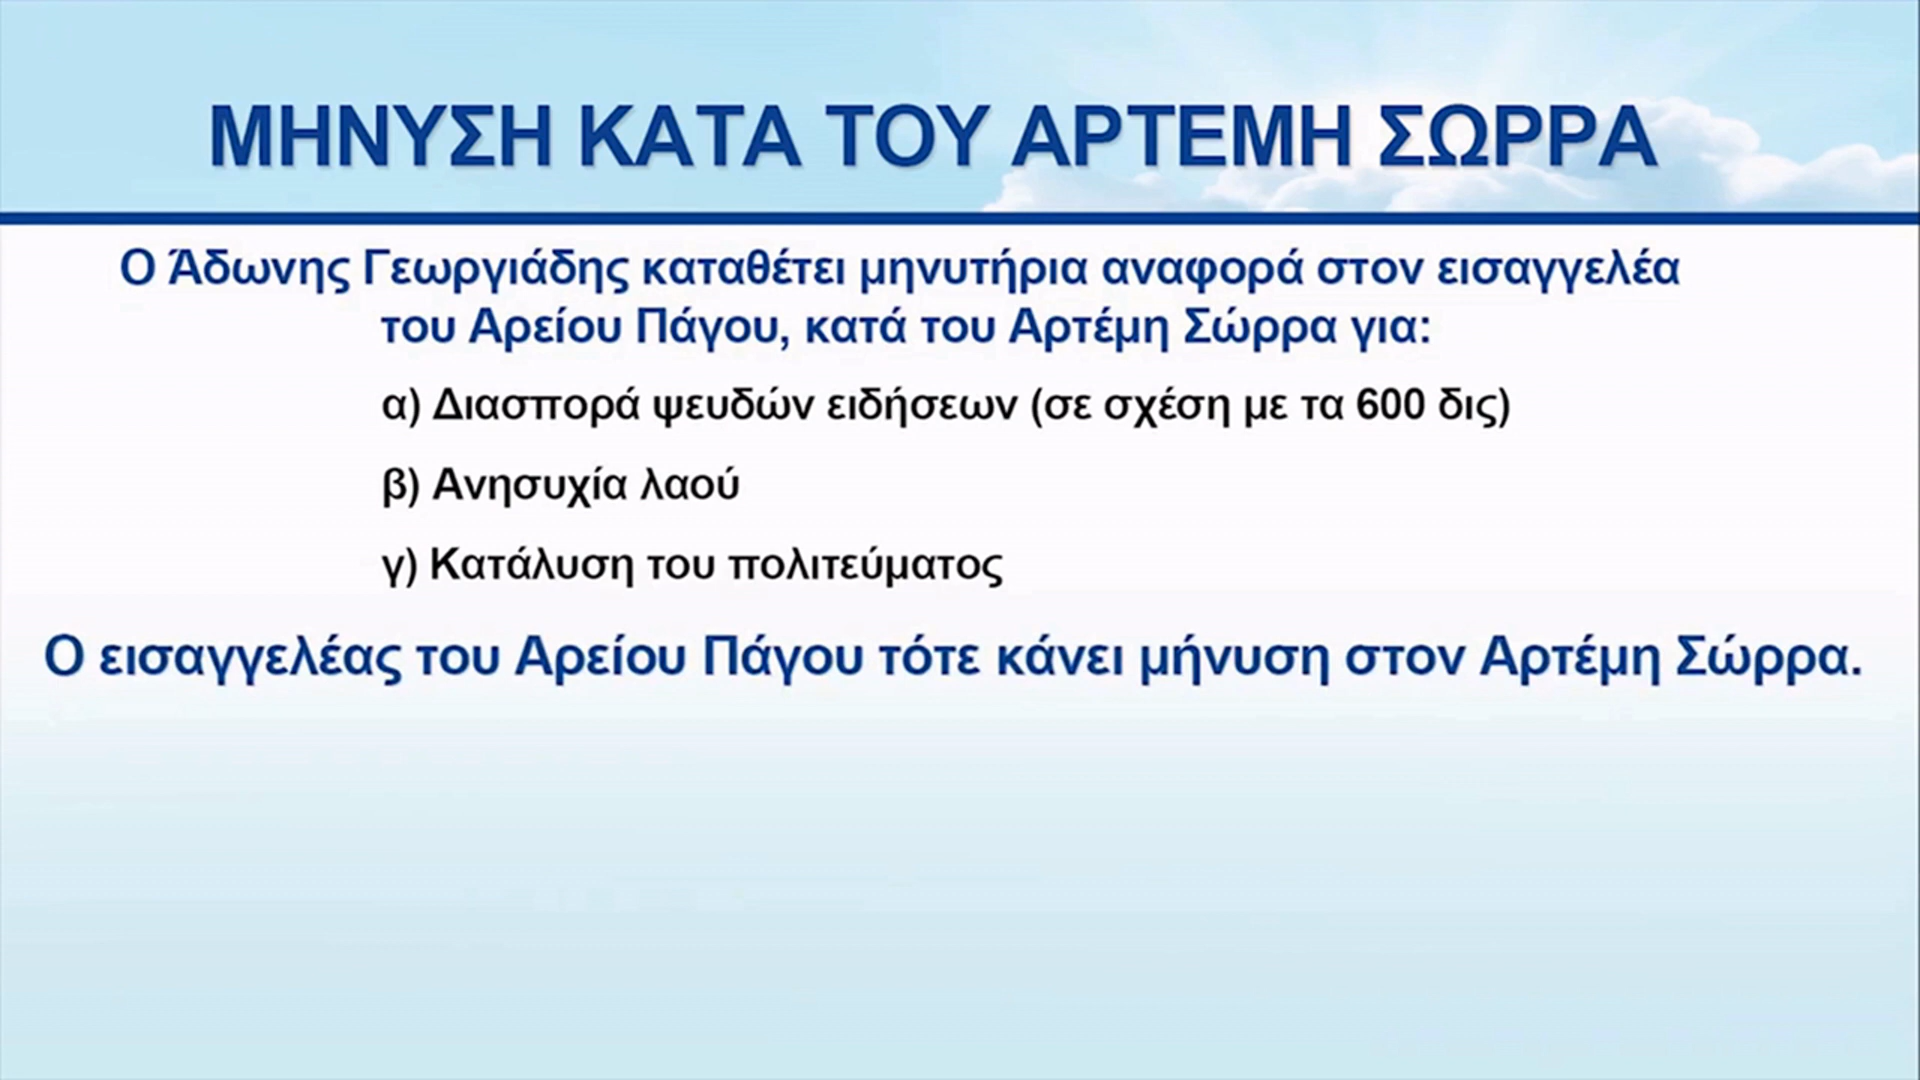 ΜΗΝΥΣΗ ΚΑΤΑ ΤΟΥ ΑΡΤΕΜΗ ΣΩΡΡΑ
Ο Άδωνης Γεωργιάδης καταθέτει μηνυτήρια αναφορά στον εισαγγελέα
του Αρείου Πάγου, κατά του Αρτέμη Σώρρα για:
α) Διασπορά ψευδών ειδήσεων (σε σχέση με τα 600 δις)
β) Ανησυχία λαού
γ) Κατάλυση του πολιτεύματος
Ο εισαγγελέας του Αρείου Πάγου τότε κάνει μήνυση στον Αρτέμη Σώρρα.